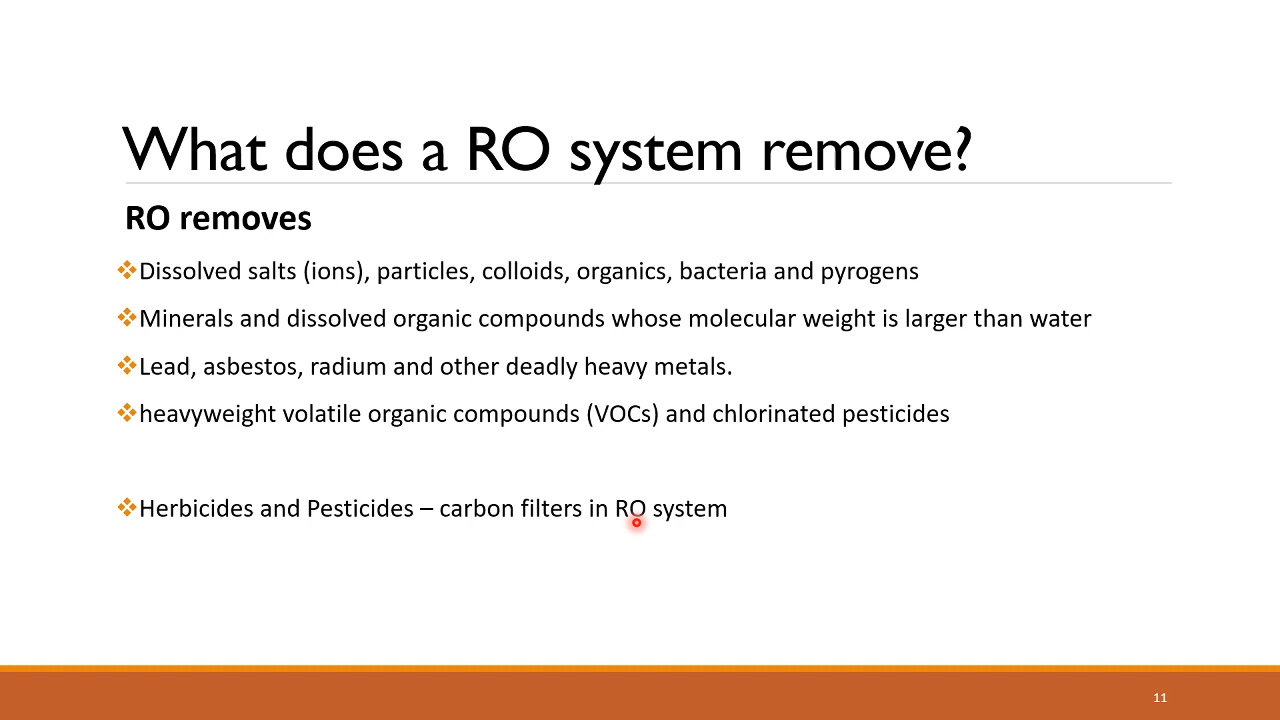 What does a RO system remove?
RO removes
❖Dissolved salts (ions), particles, colloids, organics, bacteria and pyrogens
❖Minerals and dissolved organic compounds whose molecular weight is larger than water
❖Lead, asbestos, radium and other deadly heavy metals.
❖heavyweight volatile organic compounds (VOCs) and chlorinated pesticides
❖Herbicides and Pesticides – carbon filters in RO system
11